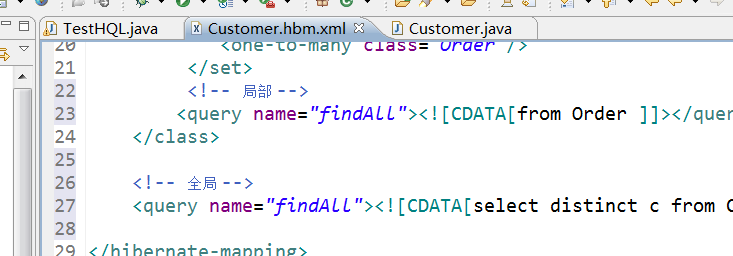 TestHQL.java Customer.hbm.xml Customer.java
20 <one-to-many class="Order"/>
21 </set>
22 <!-- 局部 -->
23 <query name="findAll"><![CDATA[from Order ]]></que
24 </class>
25
26 <!-- 全局 -->
27 <query name="findAll"><![CDATA[select distinct c from C
28
29 </hibernate-mapping>